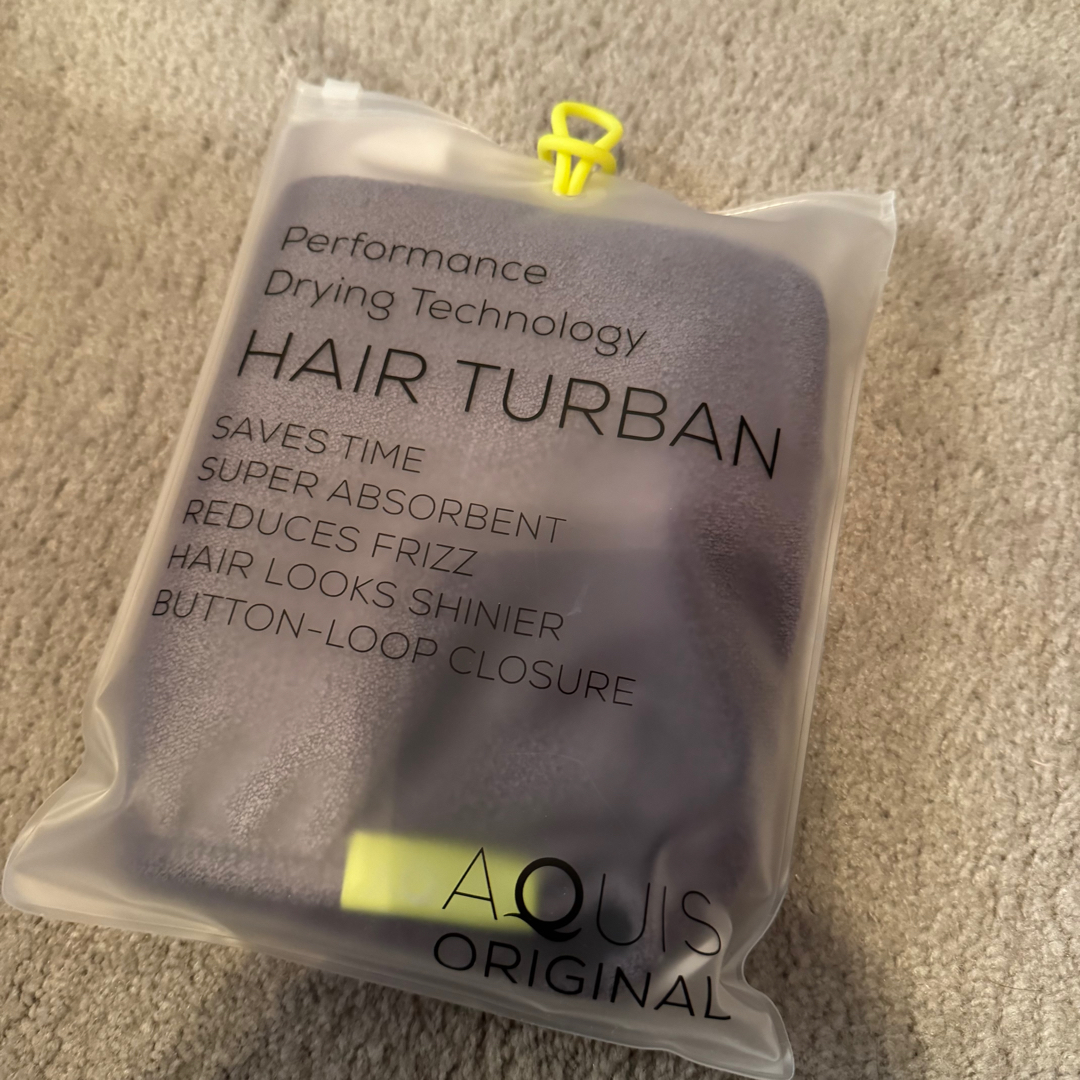 Performance
Drying Technology
HAIR TURBAN
SAVES TIME
SUPER ABSORBENT
REDUCES FRIZZ
HAIR LOOKS SHINIER
BUTTON-LOOP CLOSURE
AQUIS
ORIGINAL